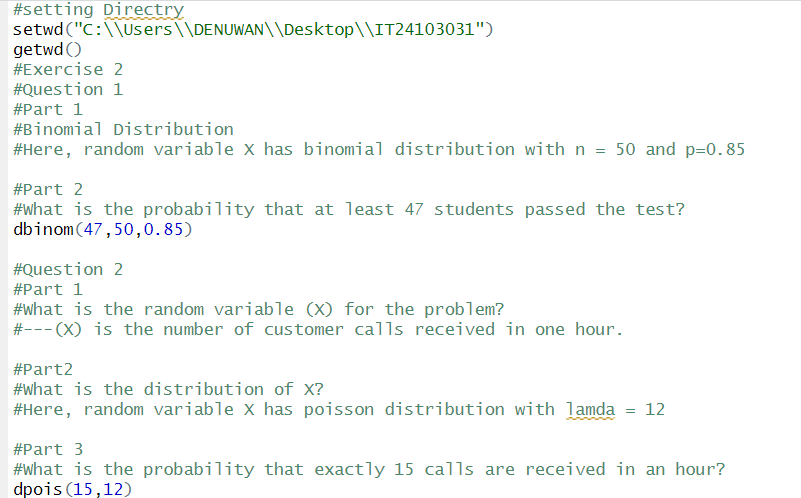 #setting Directry
setwd("C:\\Users\\DENUWAN\\Desktop\\IT24103031")
getwd()
#Exercise 2
#Question 1
#Part 1
#Binomial Distribution
#Here, random variable X has binomial distribution with n = 50 and p=0.85
#Part 2
#What is the probability that at least 47 students passed the test?
dbinom(47,50,0.85)
#Question 2
#Part 1
#What is the random variable (X) for the problem?
#---(X) is the number of customer calls received in one hour.
#Part2
#What is the distribution of X?
#Here, random variable X has poisson distribution with lamda = 12
#Part 3
#What is the probability that exactly 15 calls are received in an hour?
dpois(15,12)